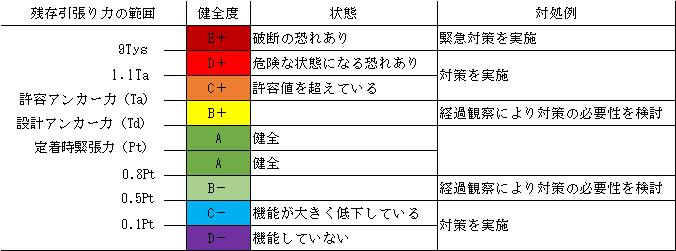 残存引張り力の範囲 健全度 状態 対処例
E+ 破断の恐れあり 緊急対策を実施
9Tys
D+ 危険な状態になる恐れあり
1.1Ta 対策を実施
C+ 許容値を超えている
許容アンカー力（Ta）
B+ 経過観察により対策の必要性を検討
設計アンカー力（Td）
A 健全
定着時緊張力（Pt）
A 健全
0.8Pt
B− 経過観察により対策の必要性を検討
0.5Pt
C− 機能が大きく低下している
0.1Pt 対策を実施
D− 機能していない